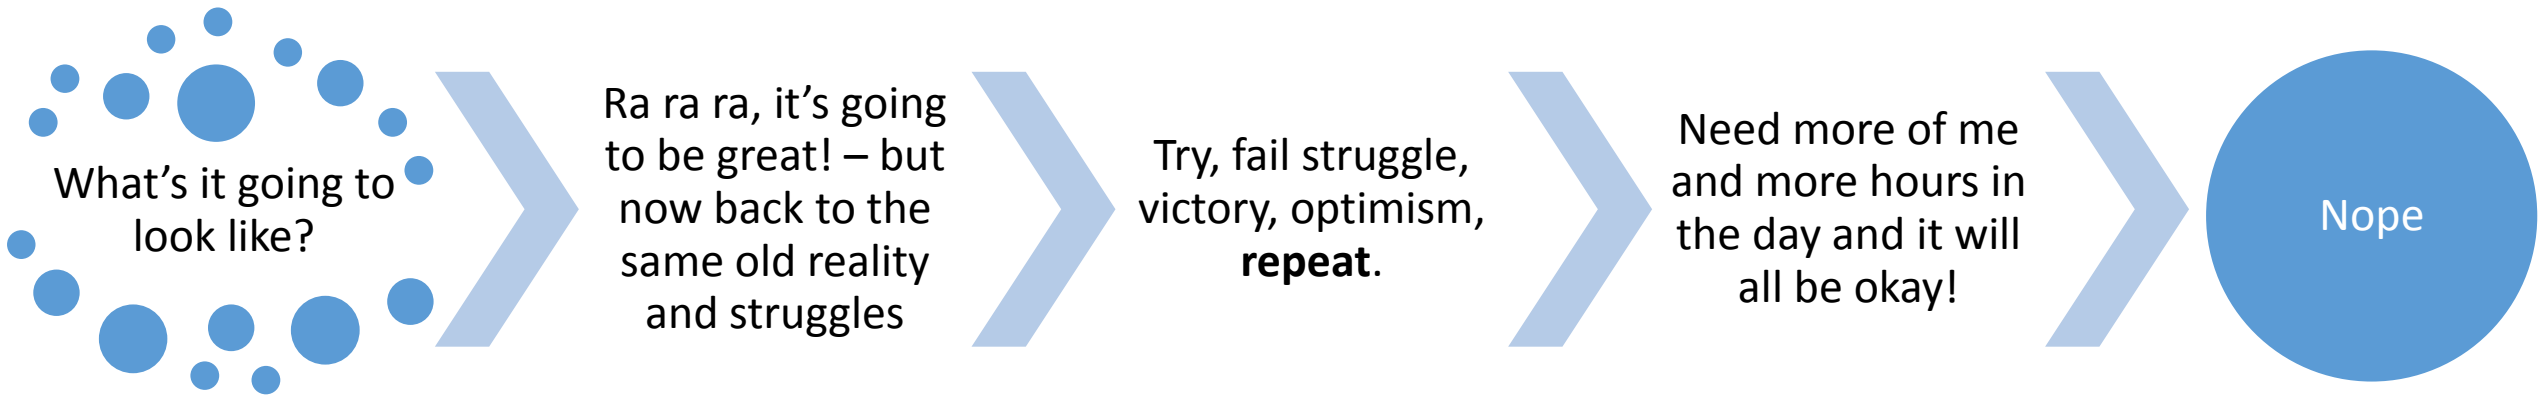 What’s it going to
look like?
Ra ra ra, it’s going
to be great! – but
now back to the
same old reality
and struggles
Try, fail struggle,
victory, optimism,
repeat.
Need more of me
and more hours in
the day and it will
all be okay!
Nope